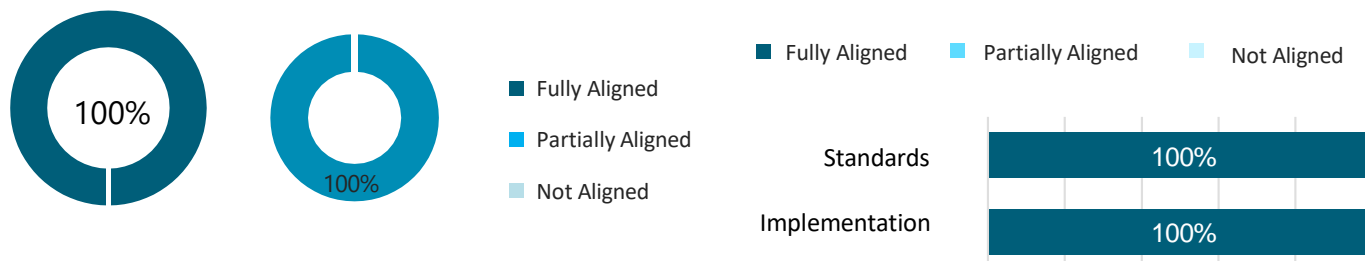 100%
100%
Fully Aligned
Partially Aligned
Not Aligned
Fully Aligned Partially Aligned Not Aligned
Standards 100%
Implementation 100%